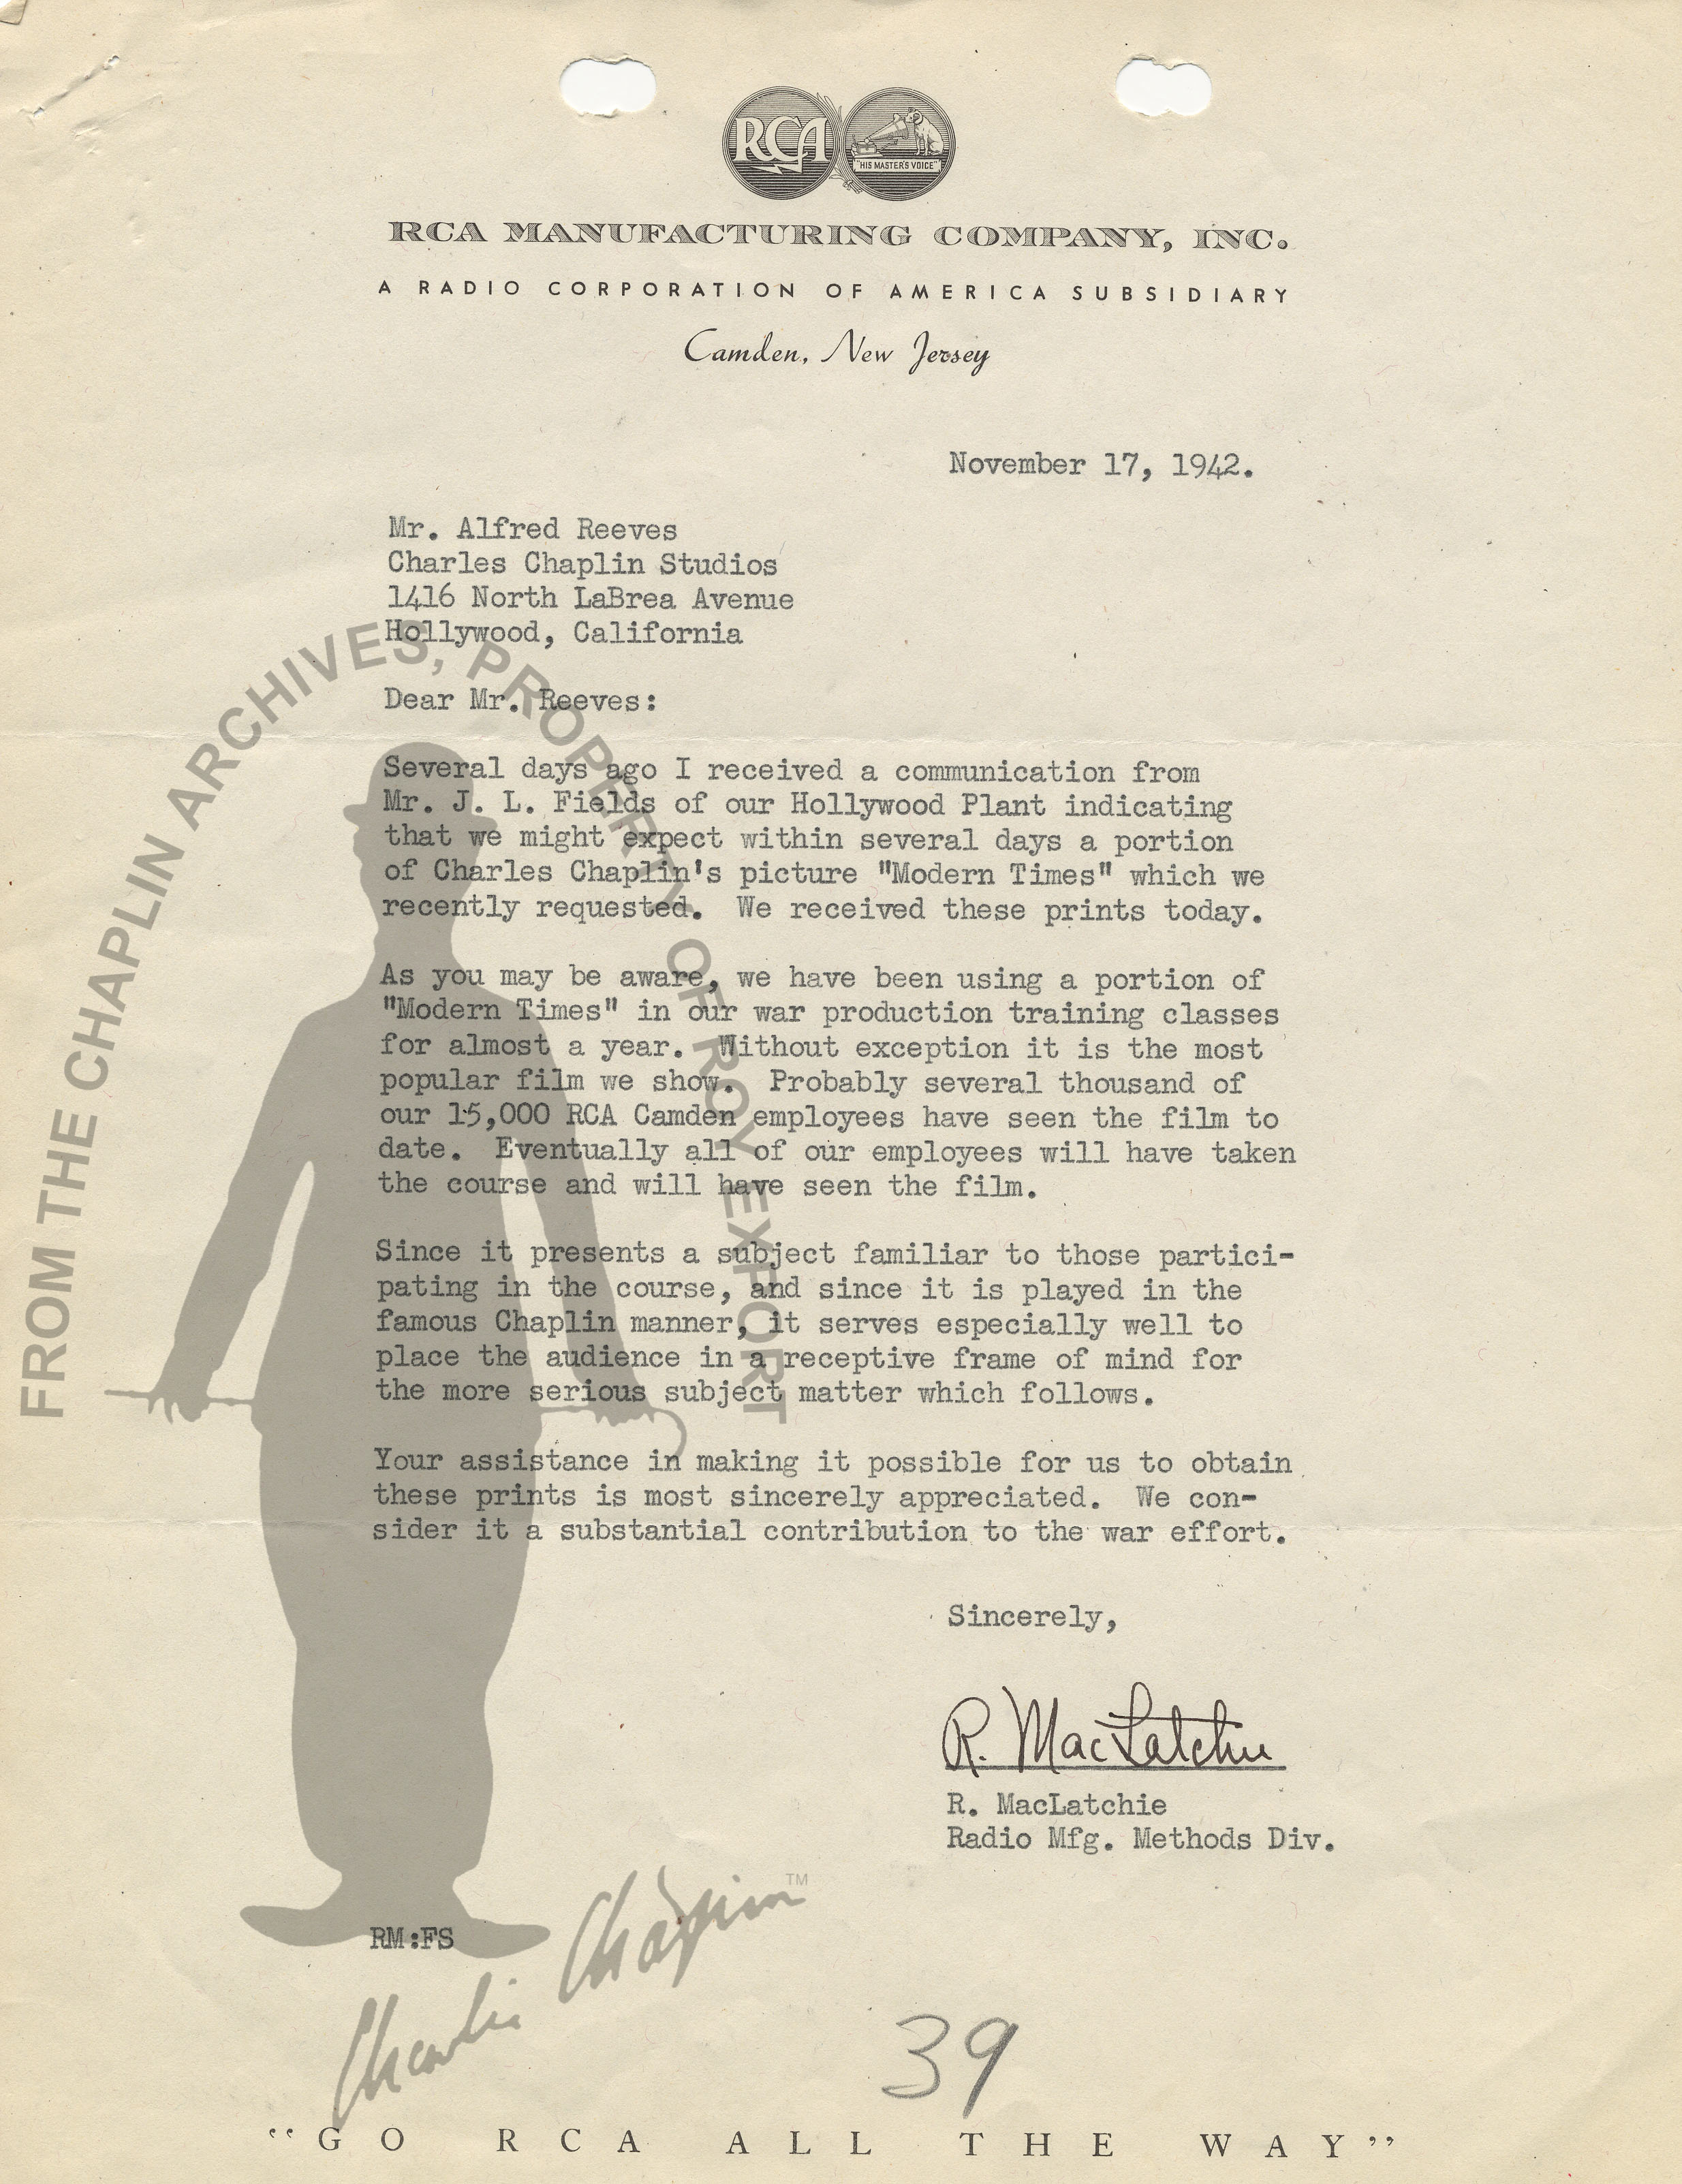 RCA "HIS MASTER'S VOICE"
RCA MANUFACTURING COMPANY, INC.
A RADIO CORPORATION OF AMERICA SUBSIDIARY
Camden, New Jersey
November 17, 1942.
Mr. Alfred Reeves
Charles Chaplin Studios
1416 North LaBrea Avenue
Hollywood, California
Dear Mr. Reeves:
Several days ago I received a communication from
Mr. J. L. Fields of our Hollywood Plant indicating
that we might expect within several days a portion
of Charles Chaplin's picture "Modern Times" which we
recently requested. We received these prints today.
As you may be aware, we have been using a portion of
"Modern Times" in our war production training classes
for almost a year. Without exception it is the most
popular film we show. Probably several thousand of
our 15,000 RCA Camden employees have seen the film to
date. Eventually all of our employees will have taken
the course and will have seen the film.
Since it presents a subject familiar to those partici-
pating in the course, and since it is played in the
famous Chaplin manner, it serves especially well to
place the audience in a receptive frame of mind for
the more serious subject matter which follows.
Your assistance in making it possible for us to obtain
these prints is most sincerely appreciated. We con-
sider it a substantial contribution to the war effort.
Sincerely,
R. MacLatchie
R. MacLatchie
Radio Mfg. Methods Div.
RM:FS
39
"GO RCA ALL THE WAY"
FROM THE CHAPLIN ARCHIVES, PROPERTY OF ROY EXPORT
Charlie Chaplin TM